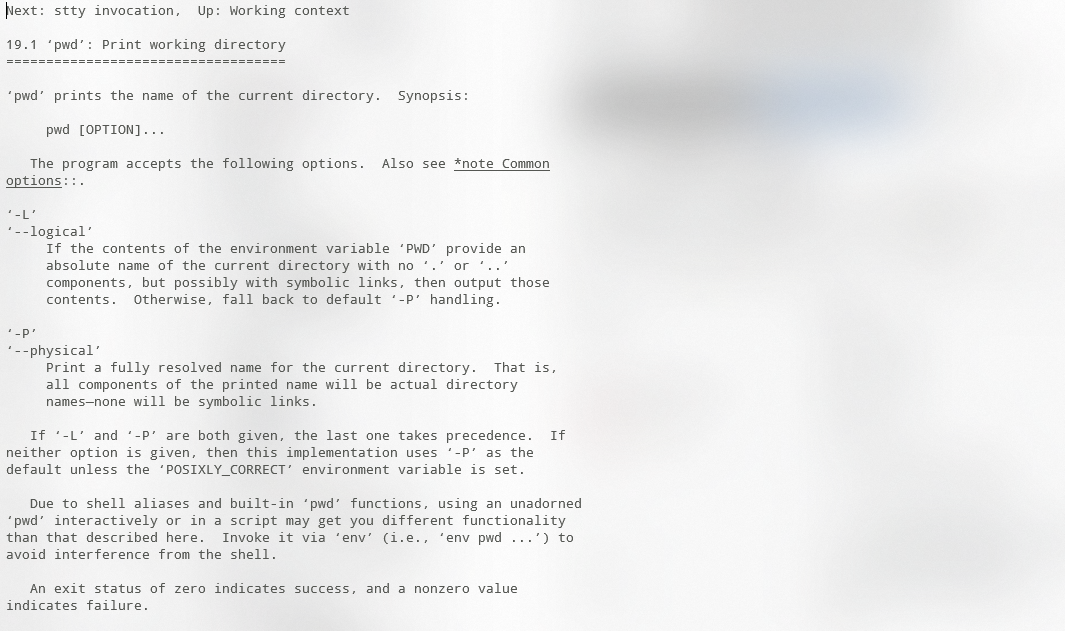 Next: stty invocation,  Up: Working context

19.1 ‘pwd’: Print working directory
===================================

‘pwd’ prints the name of the current directory.  Synopsis:

     pwd [OPTION]...

   The program accepts the following options.  Also see *note Common
options::.

‘-L’
‘--logical’
     If the contents of the environment variable ‘PWD’ provide an
     absolute name of the current directory with no ‘.’ or ‘..’
     components, but possibly with symbolic links, then output those
     contents.  Otherwise, fall back to default ‘-P’ handling.

‘-P’
‘--physical’
     Print a fully resolved name for the current directory.  That is,
     all components of the printed name will be actual directory
     names—none will be symbolic links.

   If ‘-L’ and ‘-P’ are both given, the last one takes precedence.  If
neither option is given, then this implementation uses ‘-P’ as the
default unless the ‘POSIXLY_CORRECT’ environment variable is set.

   Due to shell aliases and built-in ‘pwd’ functions, using an unadorned
‘pwd’ interactively or in a script may get you different functionality
than that described here.  Invoke it via ‘env’ (i.e., ‘env pwd ...’) to
avoid interference from the shell.

   An exit status of zero indicates success, and a nonzero value
indicates failure.